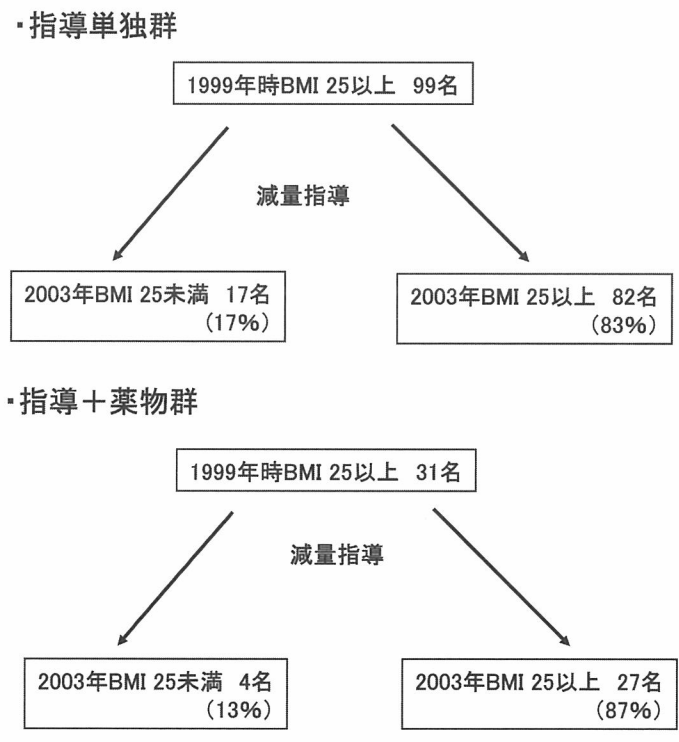 ・指導単独群
1999年時BMI 25以上 99名
減量指導
2003年BMI 25未満 17名
(17%)
2003年BMI 25以上 82名
(83%)
・指導＋薬物群
1999年時BMI 25以上 31名
減量指導
2003年BMI 25未満 4名
(13%)
2003年BMI 25以上 27名
(87%)